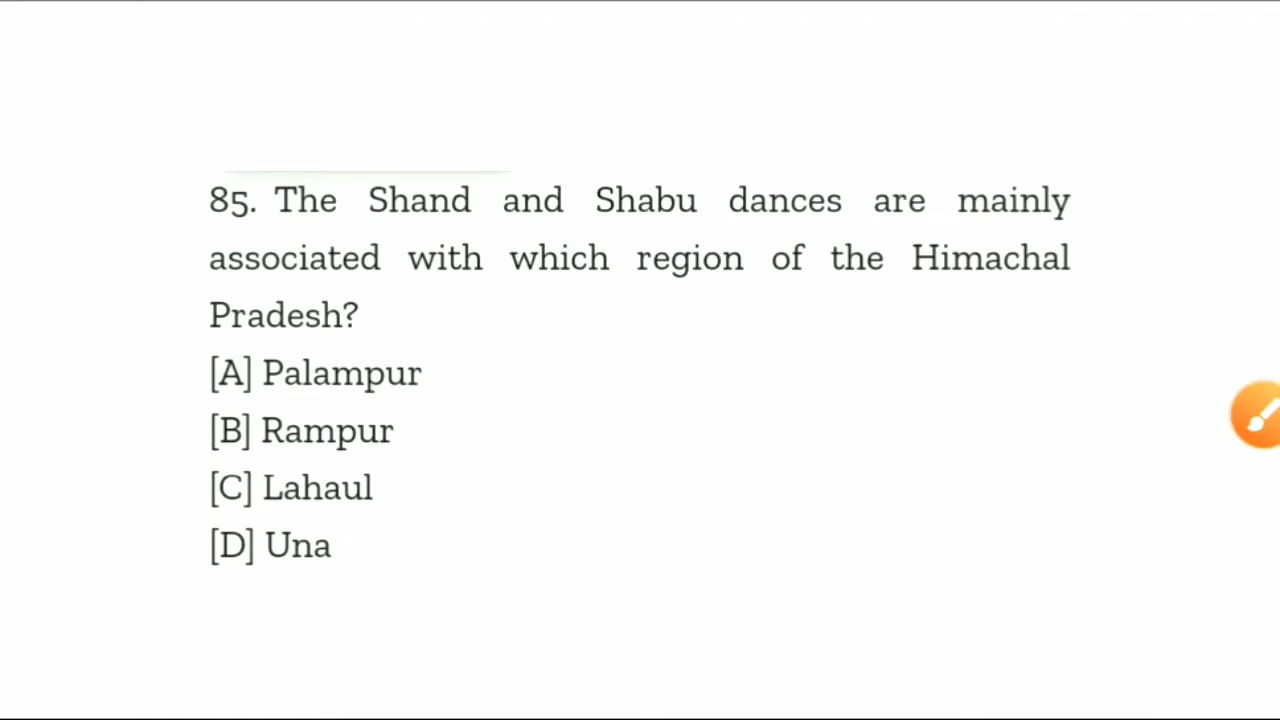 85. The Shand and Shabu dances are mainly
associated with which region of the Himachal
Pradesh?
[A] Palampur
[B] Rampur
[C] Lahaul
[D] Una